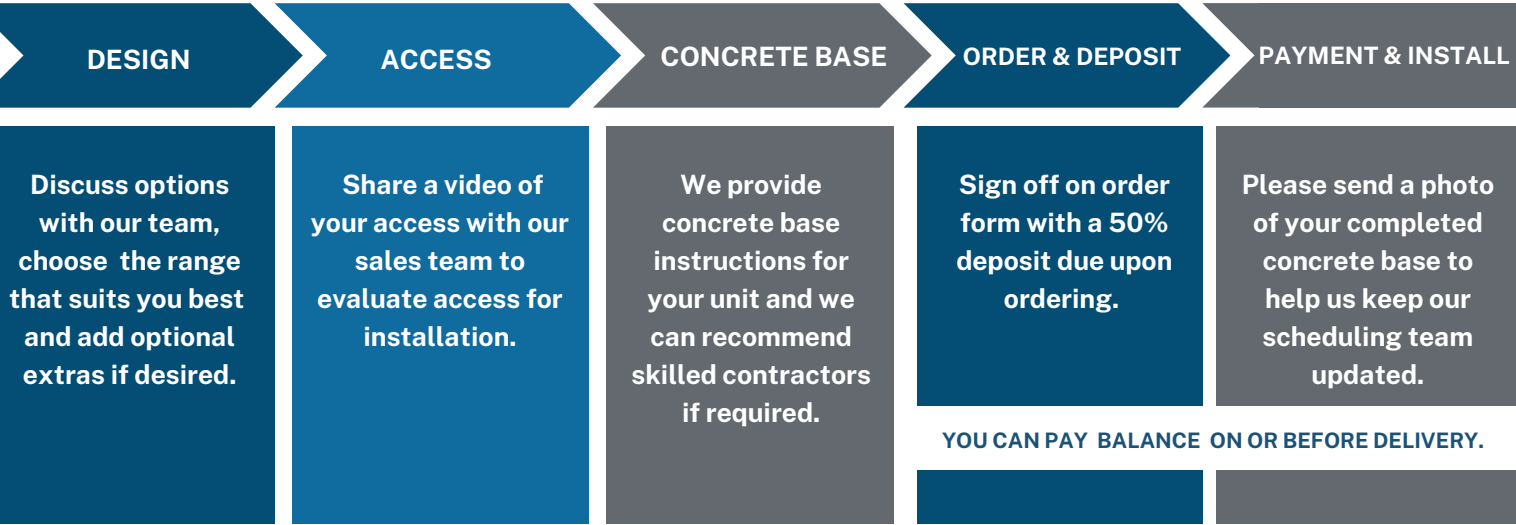 DESIGN
ACCESS
CONCRETE BASE
ORDER & DEPOSIT
PAYMENT & INSTALL
Discuss options
with our team,
choose  the range
that suits you best
and add optional
extras if desired.
Share a video of
your access with our
sales team to
evaluate access for
installation.
We provide
concrete base
instructions for
your unit and we
can recommend
skilled contractors
if required.
Sign off on order
form with a 50%
deposit due upon
ordering.
Please send a photo
of your completed
concrete base to
help us keep our
scheduling team
updated.
YOU CAN PAY  BALANCE  ON OR BEFORE DELIVERY.